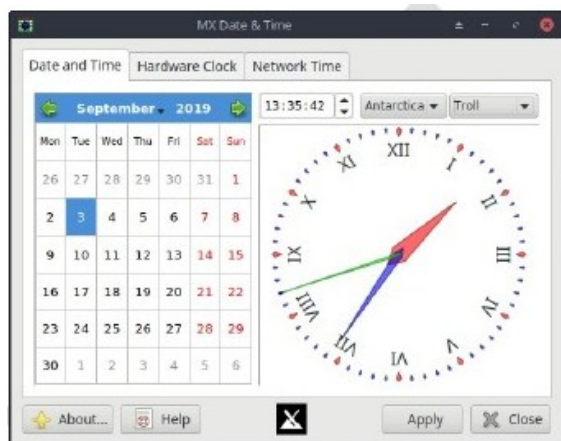 MX Date & Time
Date and Time Hardware Clock Network Time
September 2019 13:35:42 Antarctica Troll
Mon Tue Wed Thu Fri Sat Sun
26 27 28 29 30 31 1
2 3 4 5 6 7 8
9 10 11 12 13 14 15
16 17 18 19 20 21 22
23 24 25 26 27 28 29
30 1 2 3 4 5 6
XII
I
II
III
IV
V
VI
VII
VIII
IX
X
XI
About... Help Apply Close